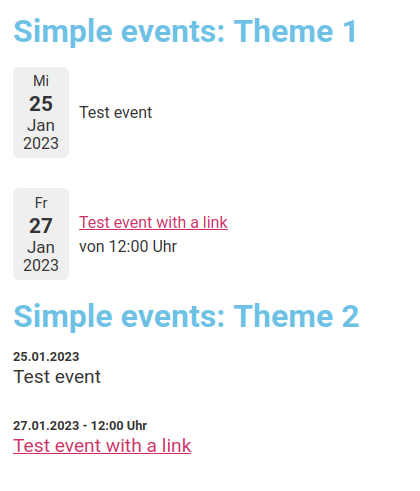 Simple events: Theme 1
Mi
25
Jan
2023
Test event
Fr
27
Jan
2023
Test event with a link
von 12:00 Uhr
Simple events: Theme 2
25.01.2023
Test event
27.01.2023 - 12:00 Uhr
Test event with a link